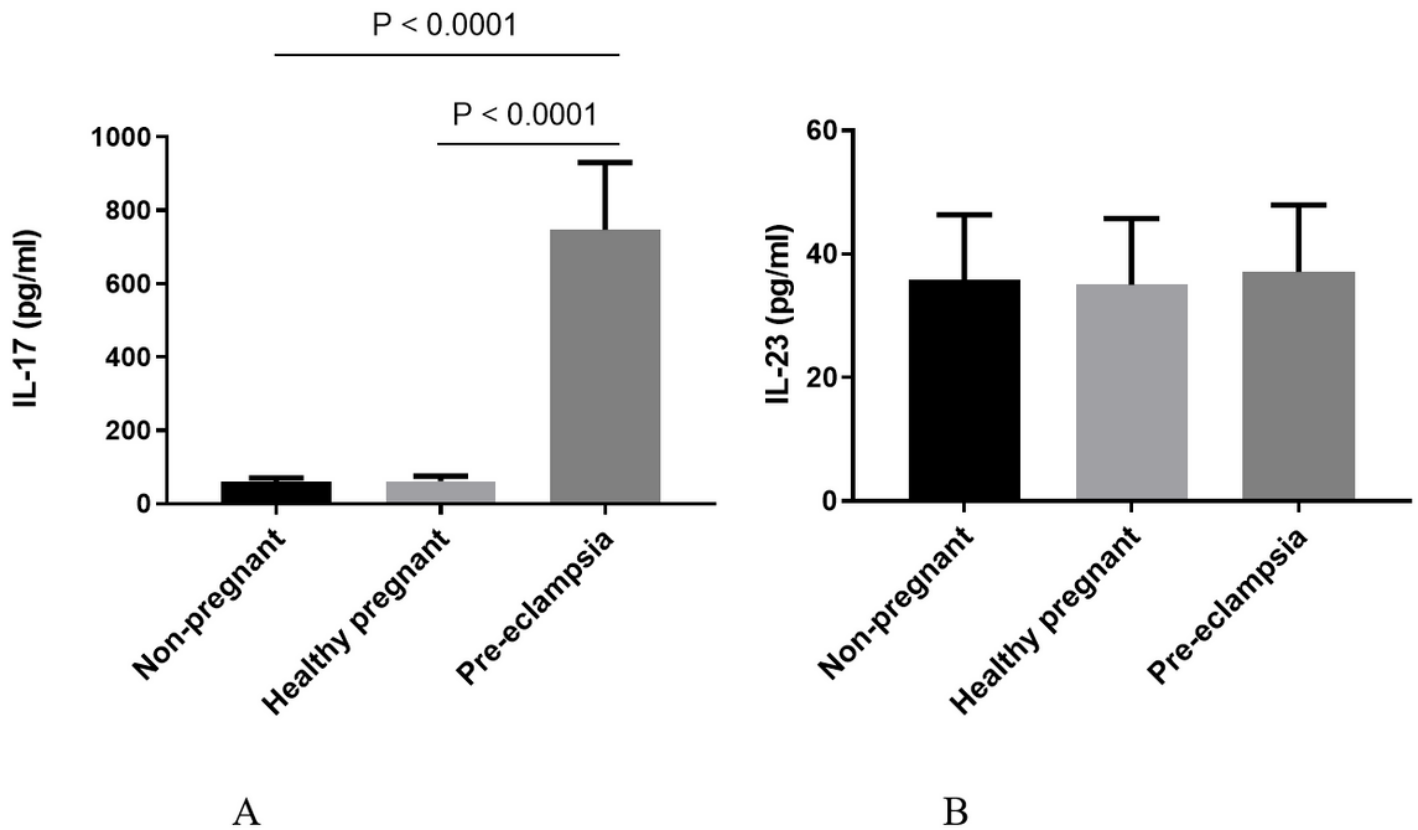 P < 0.0001
P < 0.0001
IL-17 (pg/ml)
1000
800
600
400
200
0
Non-pregnant
Healthy pregnant
Pre-eclampsia
A
IL-23 (pg/ml)
60
40
20
0
Non-pregnant
Healthy pregnant
Pre-eclampsia
B